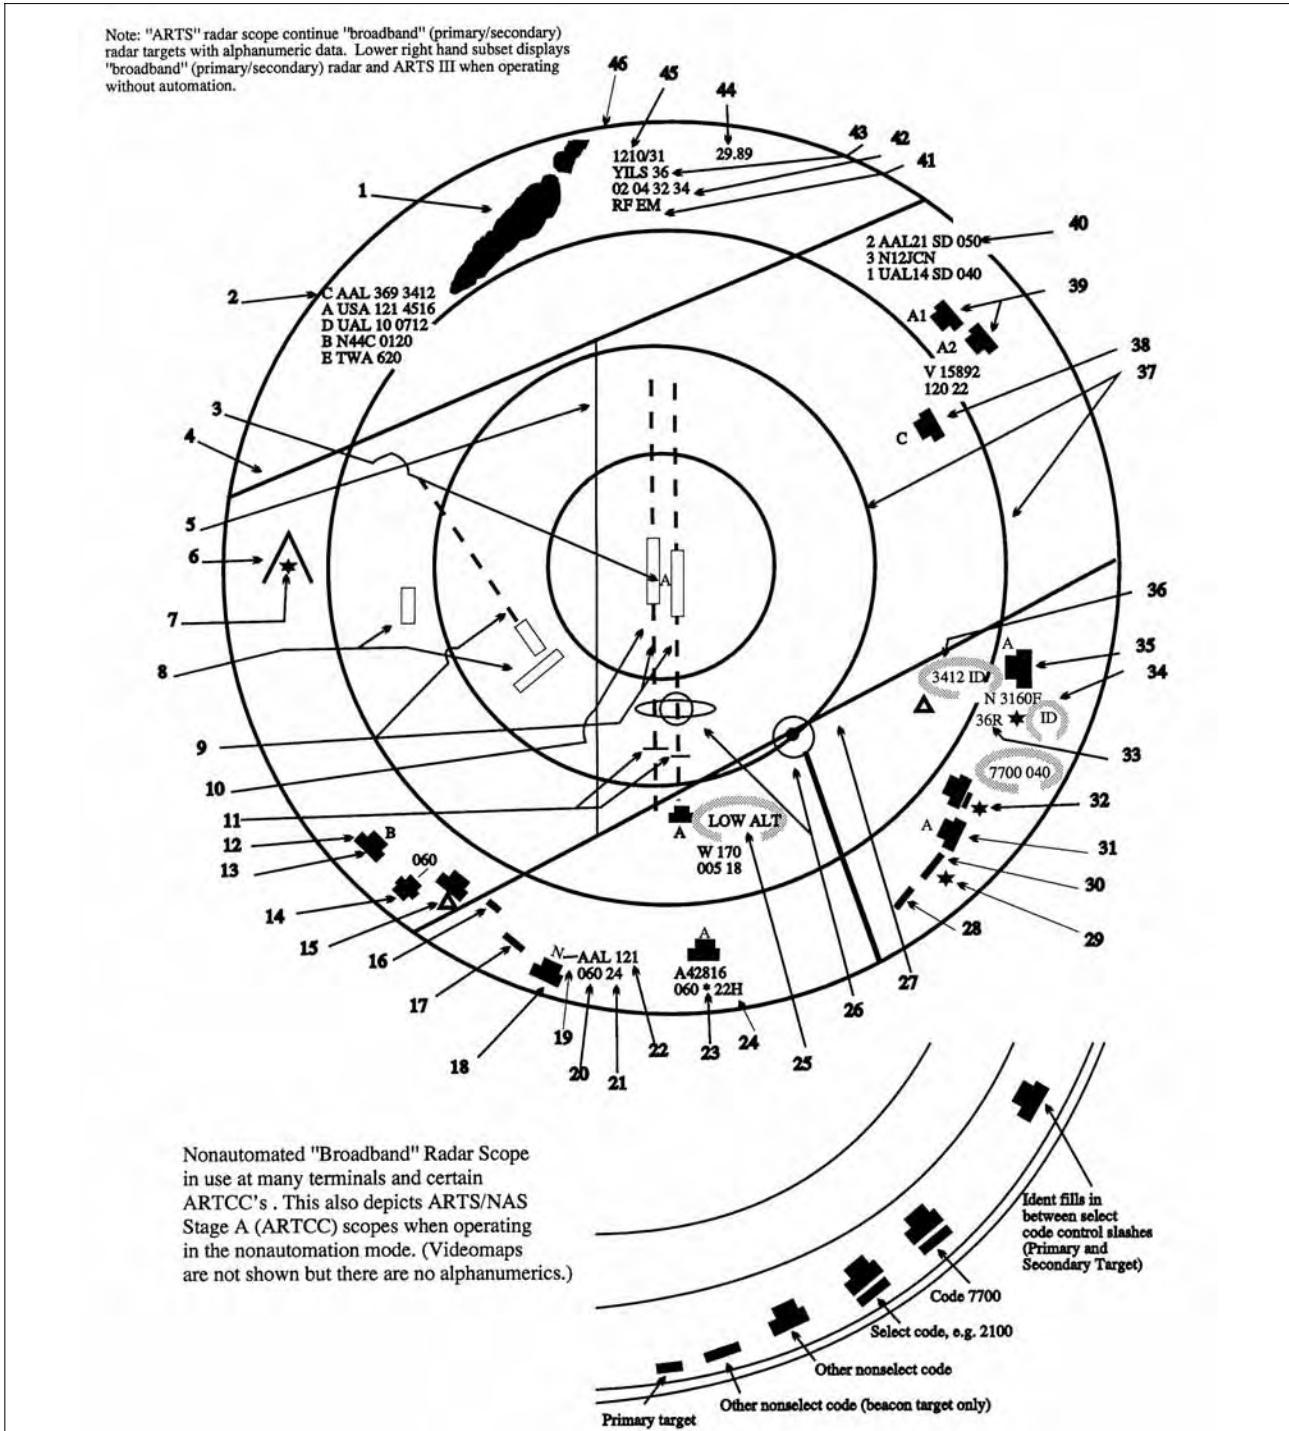 Note: "ARTS" radar scope continue "broadband" (primary/secondary)
radar targets with alphanumeric data. Lower right hand subset displays
"broadband" (primary/secondary) radar and ARTS III when operating
without automation.
46
45
44
43
42
41
1210/31
29.89
YILS 36
02 04 32 34
RF EM
1
40
2 AAL21 SD 050
3 N12JCN
1 UAL14 SD 040
2
C AAL 369 3412
A USA 121 4516
D UAL 10 0712
B N44C 0120
E TWA 620
39
A1
A2
38
V 15892
120 22
37
3
4
C
5
6
7
A
36
8
A
35
3412 ID
34
N 3160F
36R
ID
9
33
10
7700 040
32
11
A
LOW ALT
A
31
12
B
13
W 170
005 18
060
30
14
28
29
15
16
27
A
26
17
N
AAL 121
060 24
A42816
060 * 22H
18
19
20
21
22
23
24
25
Nonautomated "Broadband" Radar Scope
in use at many terminals and certain
ARTCC's . This also depicts ARTS/NAS
Stage A (ARTCC) scopes when operating
in the nonautomation mode. (Videomaps
are not shown but there are no alphanumerics.)
Ident fills in
between select
code control slashes
(Primary and
Secondary Target)
Code 7700
Select code, e.g. 2100
Other nonselect code
Other nonselect code (beacon target only)
Primary target